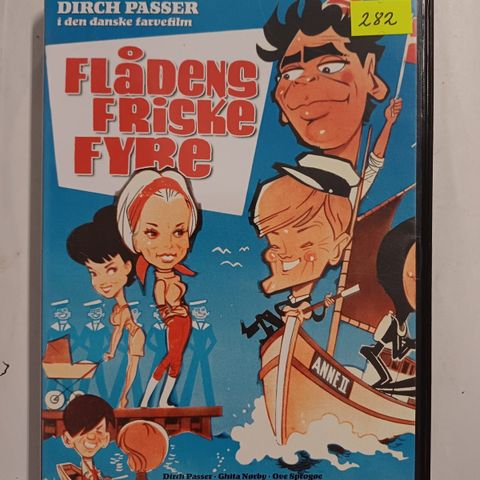 DIRCH PASSER
i den danske farvefilm
282
FLÅDENS
FRISKE
FYRE
ANNE II
Dirch Passer · Ghita Nørby · Ove Sprogøe